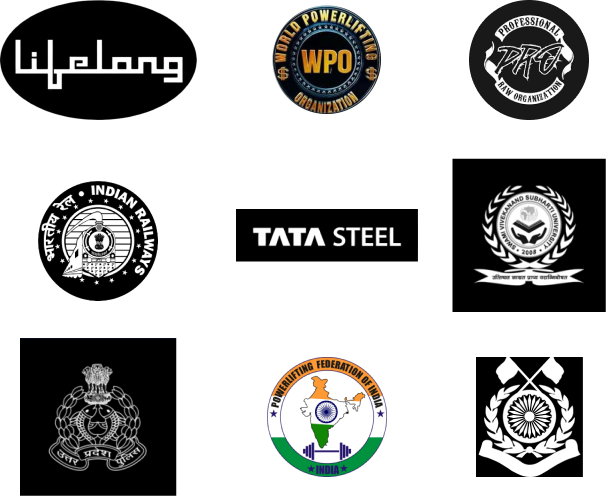 lifelong
WORLD POWERLIFTING
$ WPO $
ORGANIZATION
PROFESSIONAL
PRO
RAW ORGANIZATION
भारतीय रेल • INDIAN RAILWAYS
TATA STEEL
SWAMI VIVEKANAND SUBHARTI UNIVERSITY
• 2008 •
उत्तर प्रदेश पुलिस
POWERLIFTING FEDERATION OF INDIA
INDIA